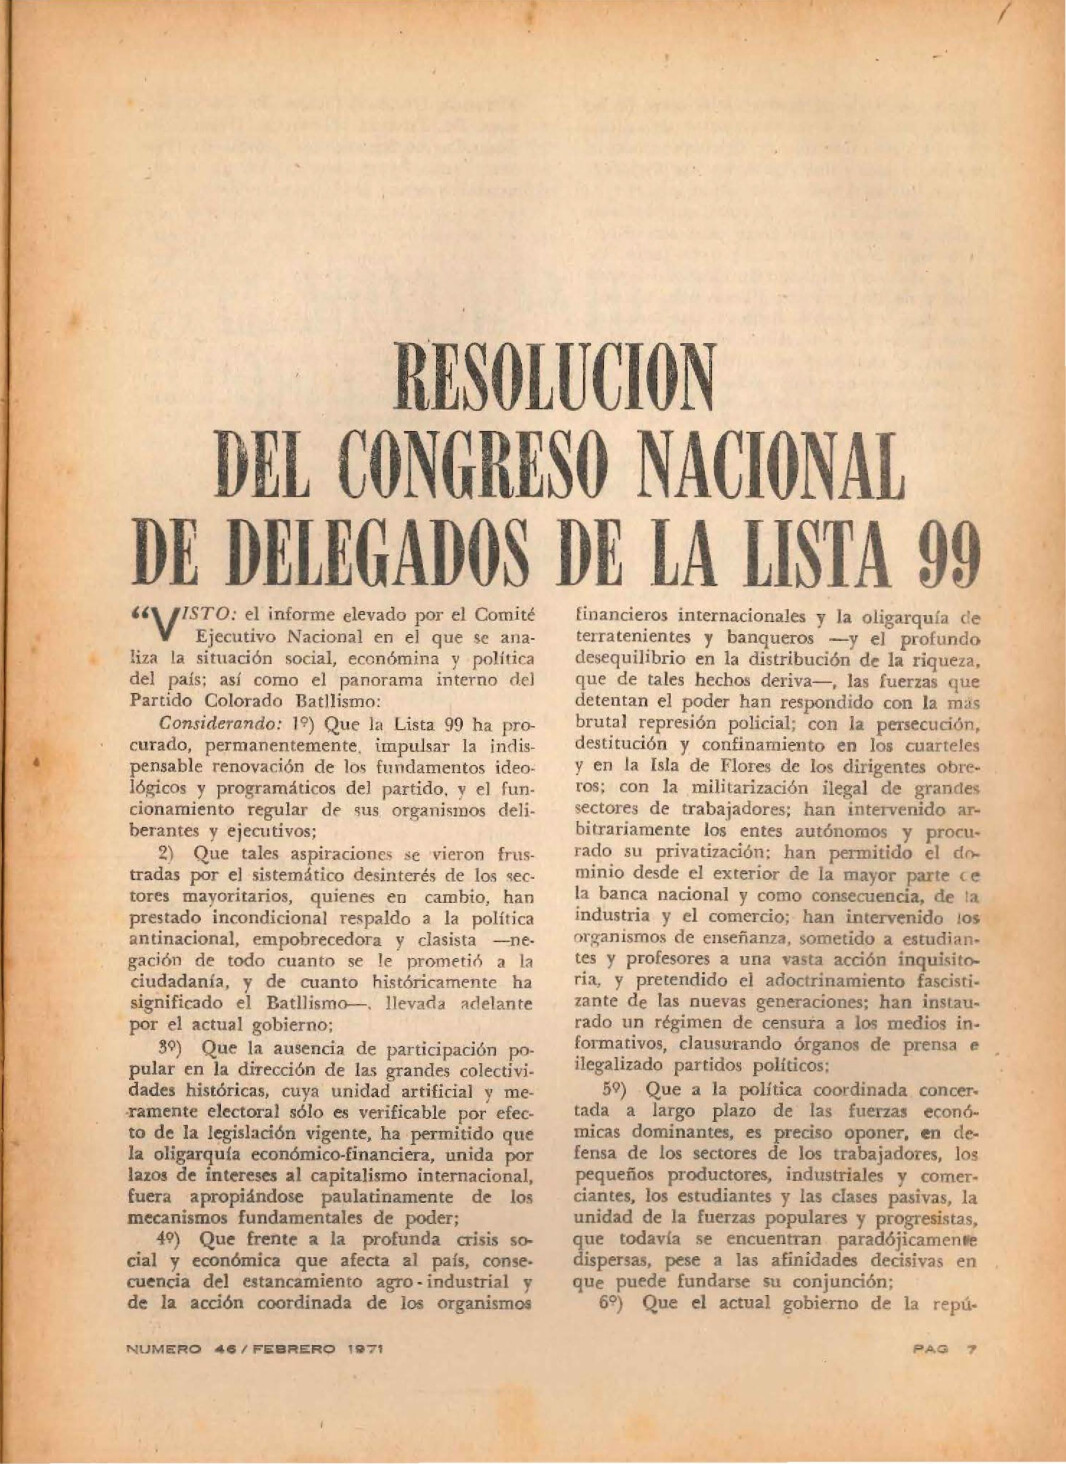 RESOLUCION
DEL CONGRESO NACIONAL
DE DELEGADOS DE LA LISTA 99
“VISTO: el informe elevado por el Comité
Ejecutivo Nacional en el que se ana-
liza la situación social, econónima y política
del país; así como el panorama interno del
Partido Colorado Batllismo:
Considerando: 1º) Que la Lista 99 ha pro-
curado, permanentemente, impulsar la indis-
pensable renovación de los fundamentos ideo-
lógicos y programáticos del partido, y el fun-
cionamiento regular de sus organismos deli-
berantes y ejecutivos;
2) Que tales aspiraciones se vieron frus-
tradas por el sistemático desinterés de los sec-
tores mayoritarios, quienes en cambio, han
prestado incondicional respaldo a la política
antinacional, empobrecedora y clasista —ne-
gación de todo cuanto se le prometió a la
ciudadanía, y de cuanto históricamente ha
significado el Batllismo—, llevada adelante
por el actual gobierno;
3º) Que la ausencia de participación po-
pular en la dirección de las grandes colectivi-
dades históricas, cuya unidad artificial y me-
ramente electoral sólo es verificable por efec-
to de la legislación vigente, ha permitido que
la oligarquía económico-financiera, unida por
lazos de intereses al capitalismo internacional,
fuera apropiándose paulatinamente de los
mecanismos fundamentales de poder;
4º) Que frente a la profunda crisis so-
cial y económica que afecta al país, conse-
cuencia del estancamiento agro-industrial y
de la acción coordinada de los organismos
financieros internacionales y la oligarquía de
terratenientes y banqueros —y el profundo
desequilibrio en la distribución de la riqueza,
que de tales hechos deriva—, las fuerzas que
detentan el poder han respondido con la más
brutal represión policial; con la persecución,
destitución y confinamiento en los cuarteles
y en la Isla de Flores de los dirigentes obre-
ros; con la militarización ilegal de grandes
sectores de trabajadores; han intervenido ar-
bitrariamente los entes autónomos y procu-
rado su privatización; han permitido el do-
minio desde el exterior de la mayor parte de
la banca nacional y como consecuencia, de la
industria y el comercio; han intervenido los
organismos de enseñanza, sometido a estudian-
tes y profesores a una vasta acción inquisito-
ria, y pretendido el adoctrinamiento fascisti-
zante de las nuevas generaciones; han instau-
rado un régimen de censura a los medios in-
formativos, clausurando órganos de prensa e
ilegalizado partidos políticos;
5º) Que a la política coordinada concer-
tada a largo plazo de las fuerzas econó-
micas dominantes, es preciso oponer, en de-
fensa de los sectores de los trabajadores, los
pequeños productores, industriales y comer-
ciantes, los estudiantes y las clases pasivas, la
unidad de la fuerzas populares y progresistas,
que todavía se encuentran paradójicamente
dispersas, pese a las afinidades decisivas en
que puede fundarse su conjunción;
6º) Que el actual gobierno de la repú-
NUMERO 46 / FEBRERO 1971
PAG 7